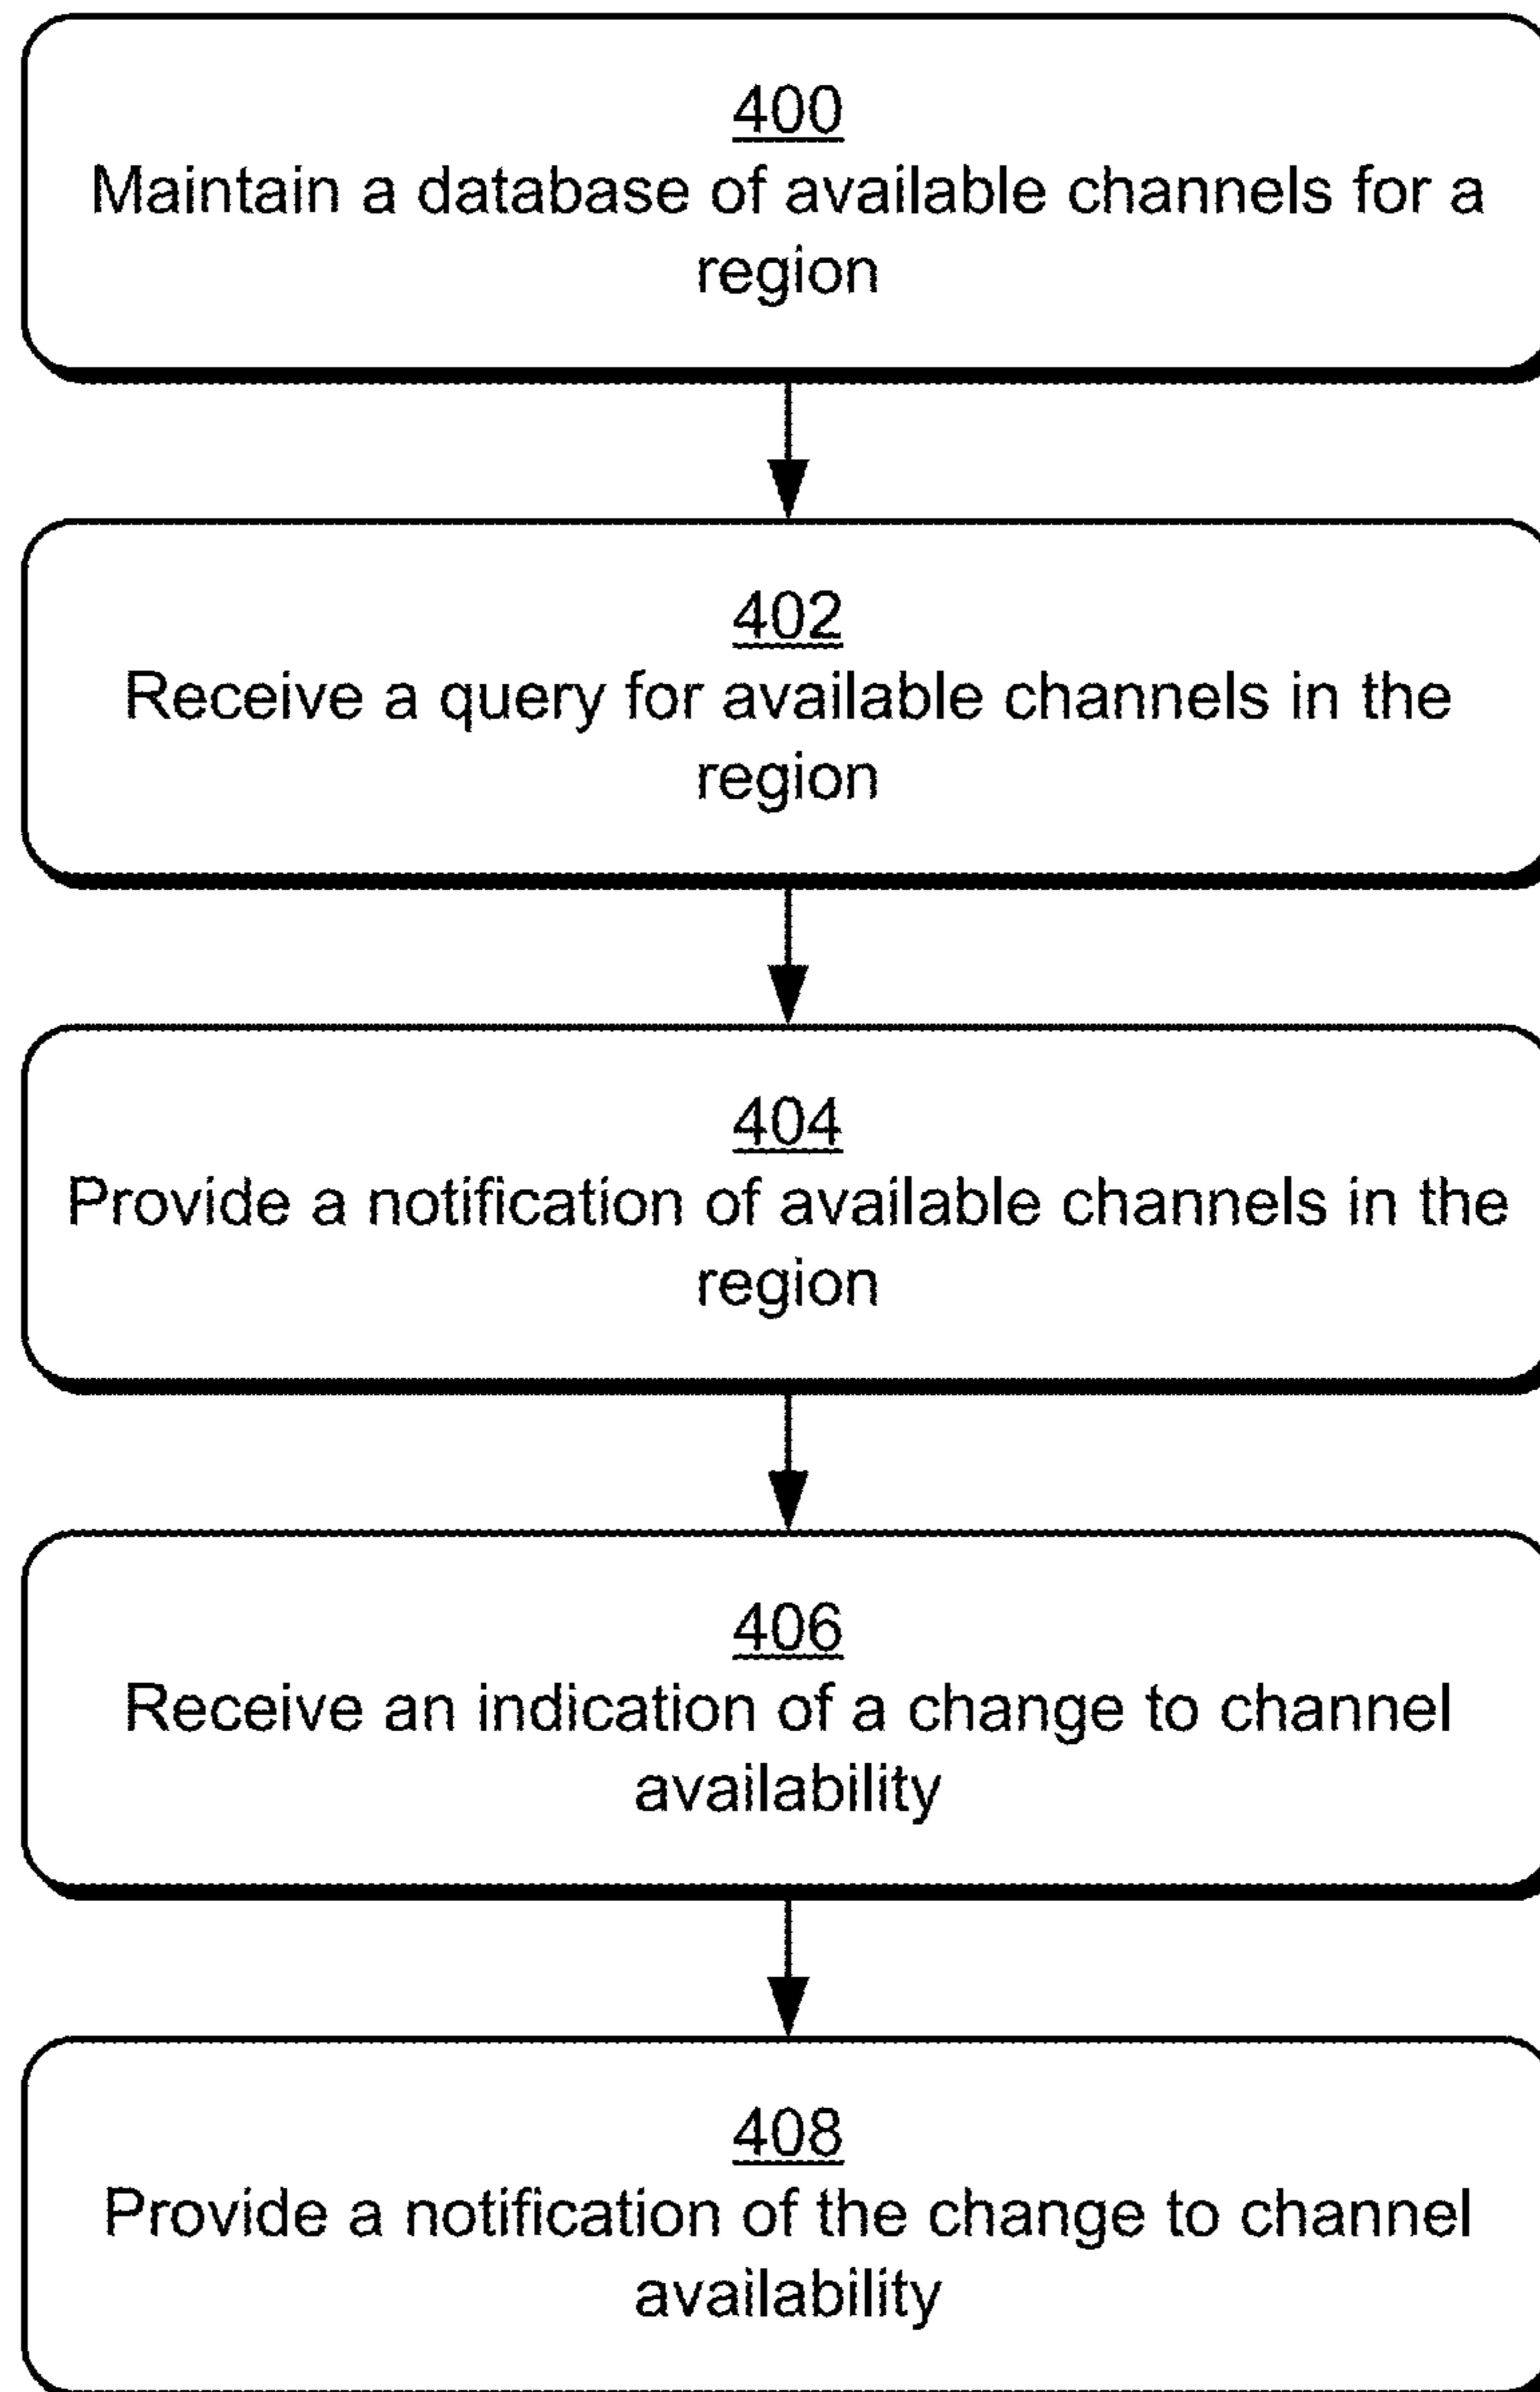 400
Maintain a database of available channels for a
region
402
Receive a query for available channels in the
region
404
Provide a notification of available channels in the
region
406
Receive an indication of a change to channel
availability
408
Provide a notification of the change to channel
availability